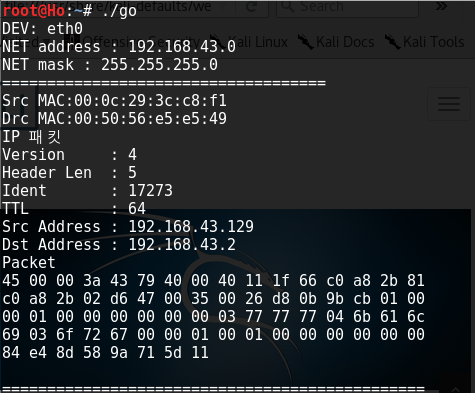 root@Ho:~# ./go
DEV: eth0
NET address : 192.168.43.0
Offensive Security Kali Linux Kali Docs Kali Tools
NET mask : 255.255.255.0
====================================
Src MAC:00:0c:29:3c:c8:f1
Drc MAC:00:50:56:e5:e5:49
IP 패킷
Version : 4
Header Len : 5
Ident : 17273
TTL : 64
Src Address : 192.168.43.129
Dst Address : 192.168.43.2
Packet
45 00 00 3a 43 79 40 00 40 11 1f 66 c0 a8 2b 81
c0 a8 2b 02 d6 47 00 35 00 26 d8 0b 9b cb 01 00
00 01 00 00 00 00 00 00 03 77 77 77 04 6b 61 6c
69 03 6f 72 67 00 00 01 00 01 00 00 00 00 00 00
84 e4 8d 58 9a 71 5d 11
===============================================